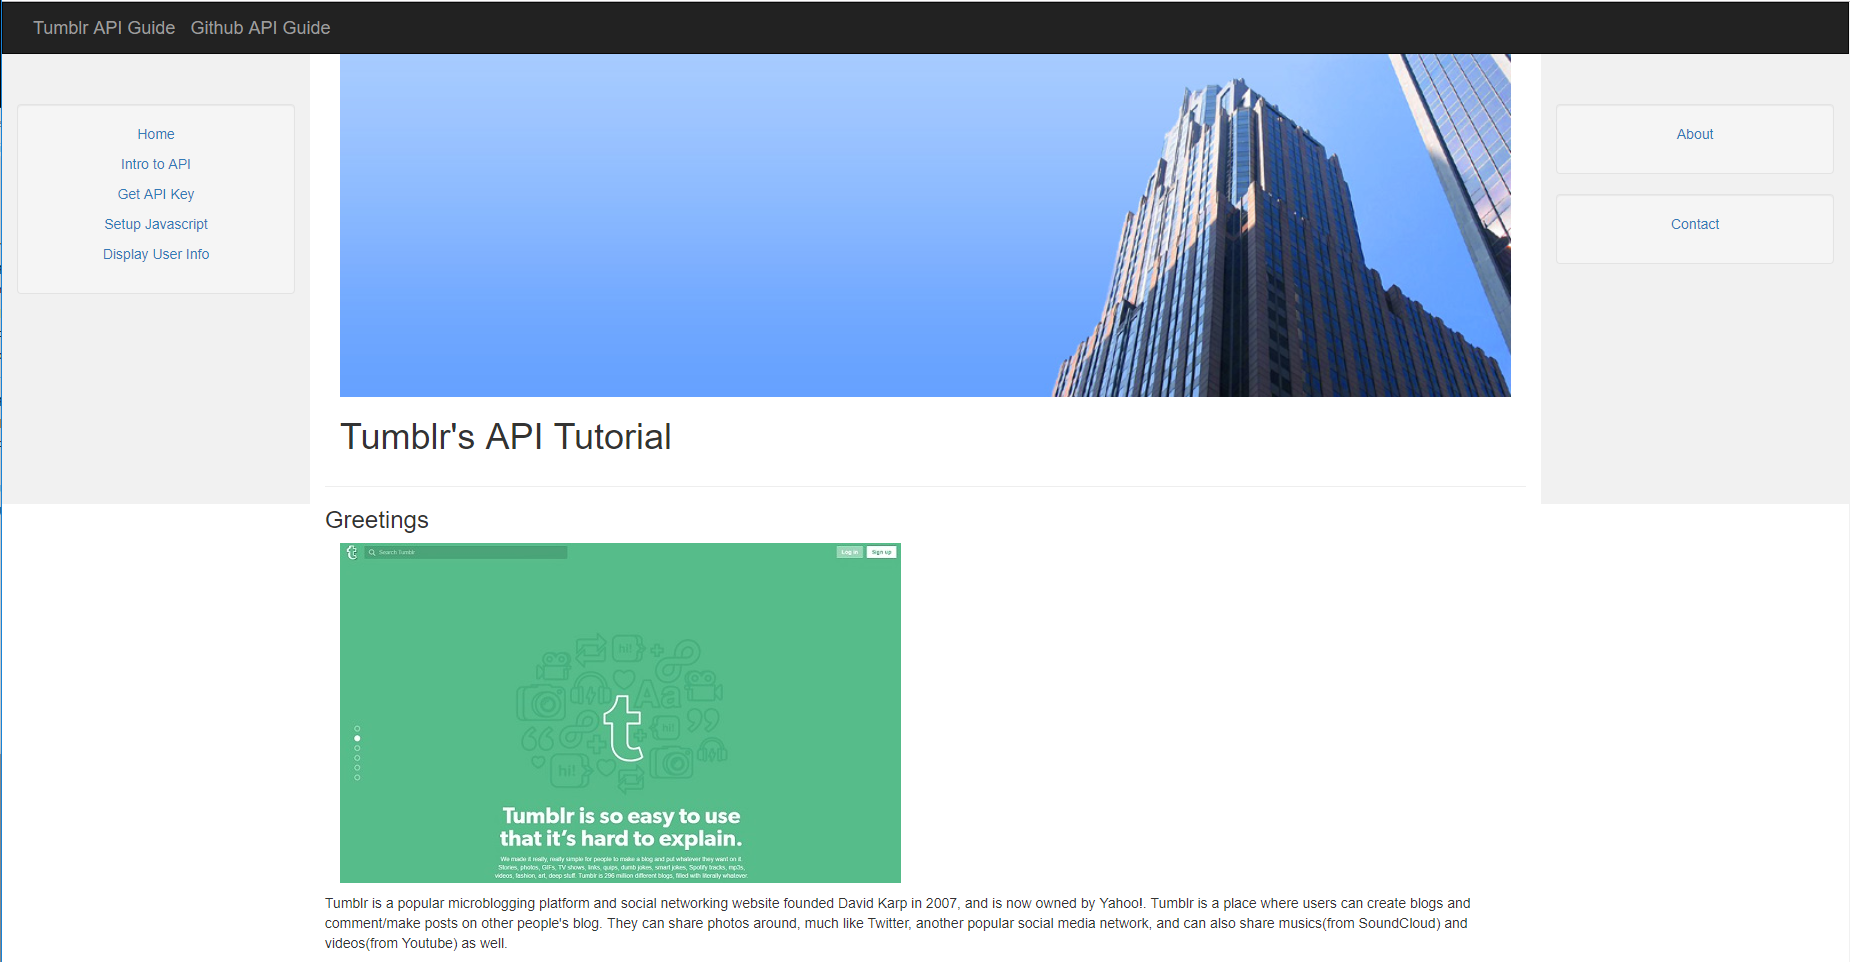 Tumblr API Guide Github API Guide
Home
Intro to API
Get API Key
Setup Javascript
Display User Info
About
Contact
Tumblr's API Tutorial
Greetings
t Search Tumblr Log in Sign up
hi!
Aa
hi!
hi!
t
Tumblr is so easy to use
that it's hard to explain.
We made it really, really simple for people to make a blog and put whatever they want on it.
Stories, photos, GIFs, TV shows, links, quips, dumb jokes, smart jokes, Spotify tracks, mp3s,
videos, fashion, art, deep stuff. Tumblr is 296 million different blogs, filled with literally whatever.
Tumblr is a popular microblogging platform and social networking website founded David Karp in 2007, and is now owned by Yahoo!. Tumblr is a place where users can create blogs and
comment/make posts on other people's blog. They can share photos around, much like Twitter, another popular social media network, and can also share musics(from SoundCloud) and
videos(from Youtube) as well.